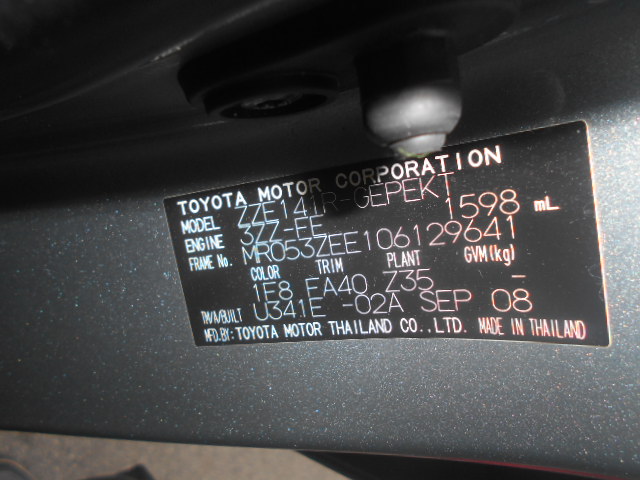 TOYOTA MOTOR CORPORATION
MODEL ZZE141R-GEPEKT
ENGINE 3ZZ-FE 1598 mL
FRAME No. MR053ZEE106129641
COLOR TRIM PLANT GVM(kg)
1F8 FA40 Z35 -
T/M/A/BUILT U341E -02A SEP 08
MFD.BY: TOYOTA MOTOR THAILAND CO.,LTD. MADE IN THAILAND